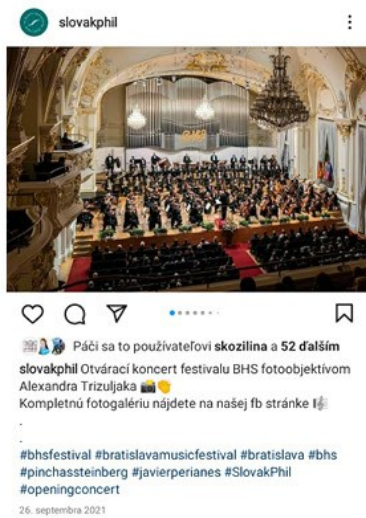 slovakphil
Páči sa to používateľovi skozilina a 52 ďalším
slovakphil Otvárací koncert festivalu BHS fotoobjektívom
Alexandra Trizuljaka 📸👏
Kompletnú fotogalériu nájdete na našej fb stránke 🎼
.
.
#bhsfestival #bratislavamusicfestival #bratislava #bhs
#pinchassteinberg #javierperianes #SlovakPhil
#openingconcert
26. septembra 2021